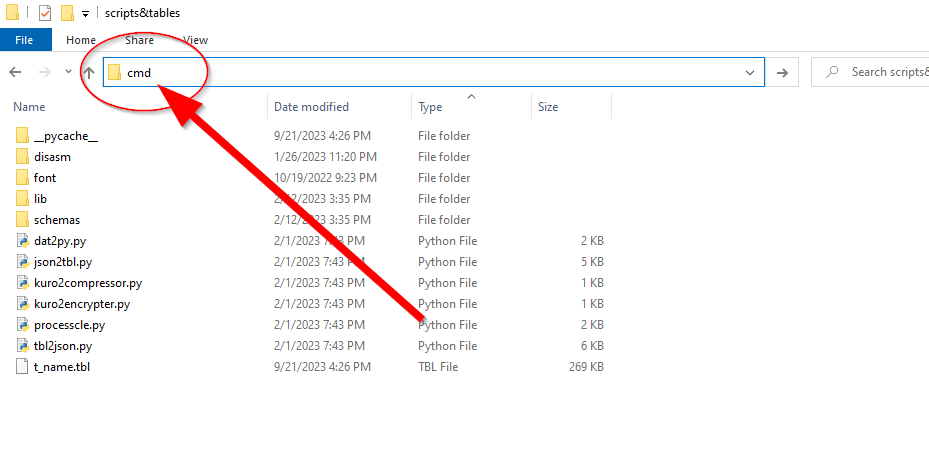 scripts&tables
File Home Share View
cmd Search scripts&
Name Date modified Type Size
__pycache__ 9/21/2023 4:26 PM File folder
disasm 1/26/2023 11:20 PM File folder
font 10/19/2022 9:23 PM File folder
lib 2/12/2023 3:35 PM File folder
schemas 2/12/2023 3:35 PM File folder
dat2py.py 2/1/2023 7:43 PM Python File 2 KB
json2tbl.py 2/1/2023 7:43 PM Python File 5 KB
kuro2compressor.py 2/1/2023 7:43 PM Python File 1 KB
kuro2encrypter.py 2/1/2023 7:43 PM Python File 1 KB
processcle.py 2/1/2023 7:43 PM Python File 2 KB
tbl2json.py 2/1/2023 7:43 PM Python File 6 KB
t_name.tbl 9/21/2023 4:26 PM TBL File 269 KB